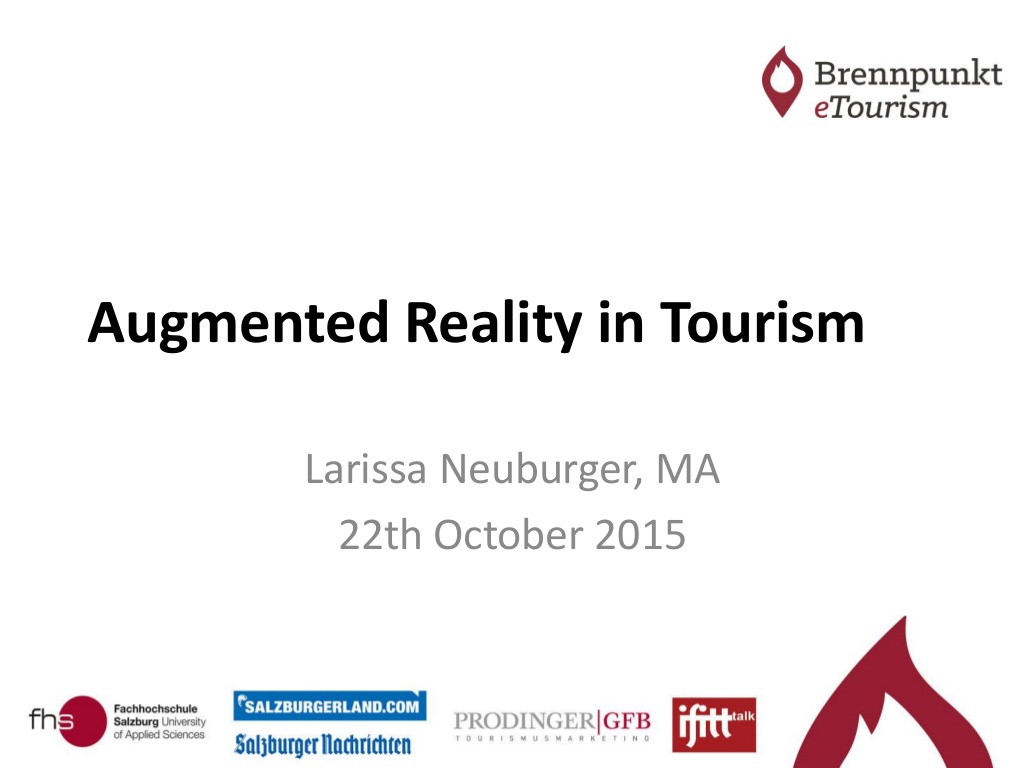 Brennpunkt
eTourism
Augmented Reality in Tourism
Larissa Neuburger, MA
22th October 2015
fhs
Fachhochschule
Salzburg University
of Applied Sciences
SALZBURGERLAND.COM
Salzburger Nachrichten
PRODINGER|GFB
TOURISMUSMARKETING
ifitt talk